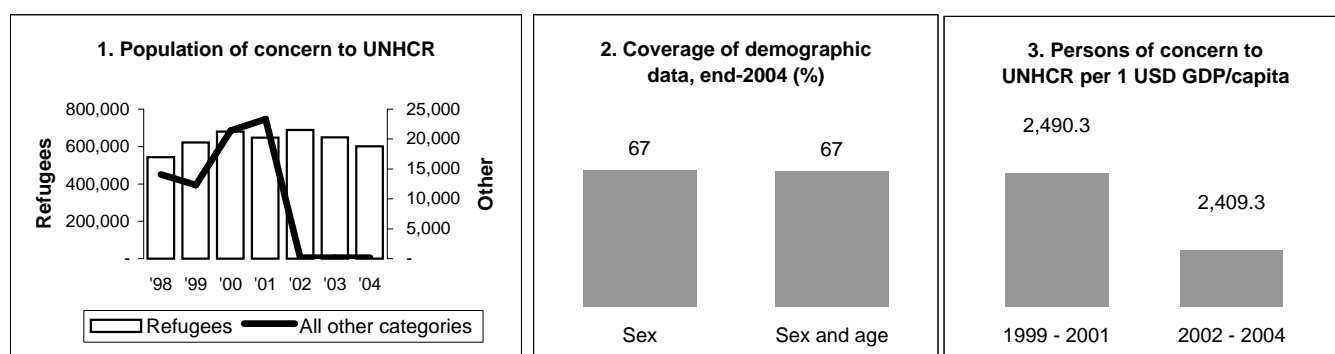 1. Population of concern to UNHCR
800,000
600,000
400,000
200,000
-
Refugees
25,000
20,000
15,000
10,000
5,000
-
Other
'98 '99 '00 '01 '02 '03 '04
Refugees All other categories
2. Coverage of demographic
data, end-2004 (%)
67 67
Sex Sex and age
3. Persons of concern to
UNHCR per 1 USD GDP/capita
2,490.3
2,409.3
1999 - 2001 2002 - 2004